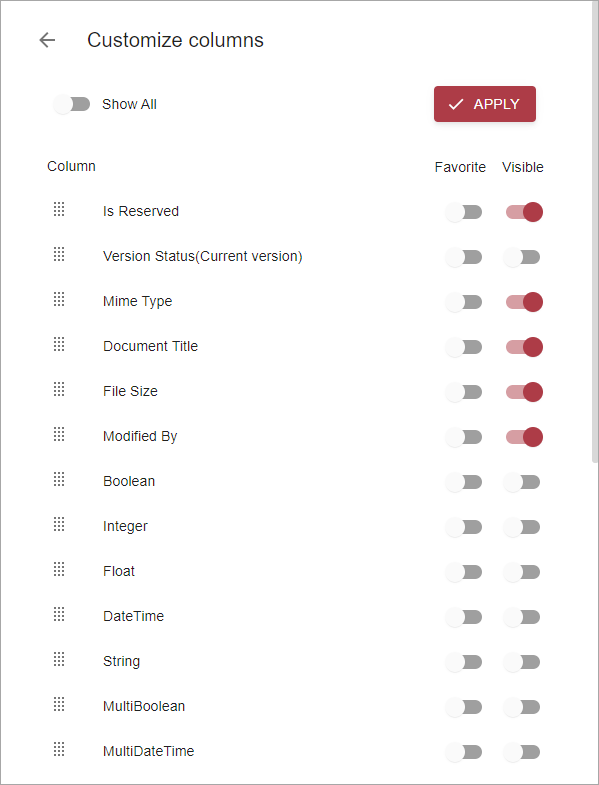 Customize columns
Show All
APPLY
Column Favorite Visible
Is Reserved
Version Status(Current version)
Mime Type
Document Title
File Size
Modified By
Boolean
Integer
Float
DateTime
String
MultiBoolean
MultiDateTime